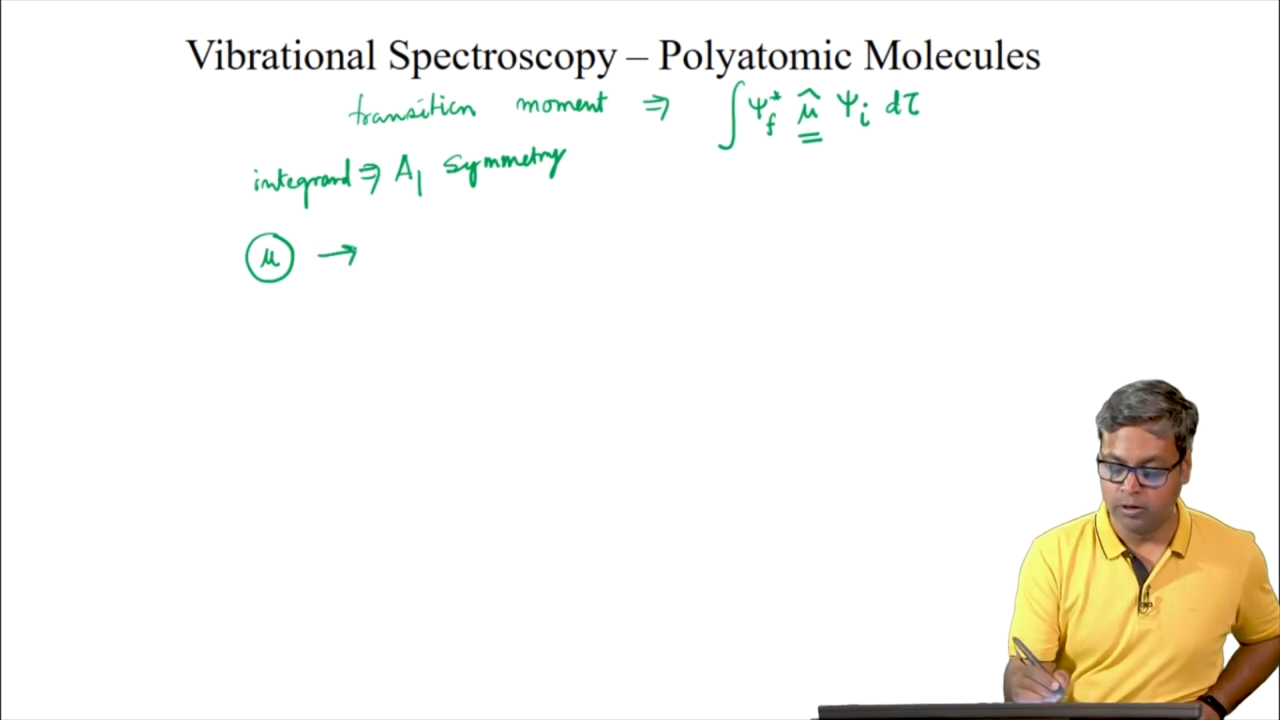 Vibrational Spectroscopy – Polyatomic Molecules
transition moment ⇒ ∫ Ψf* μ̂ Ψi dτ
integrand ⇒ A₁ symmetry
μ →